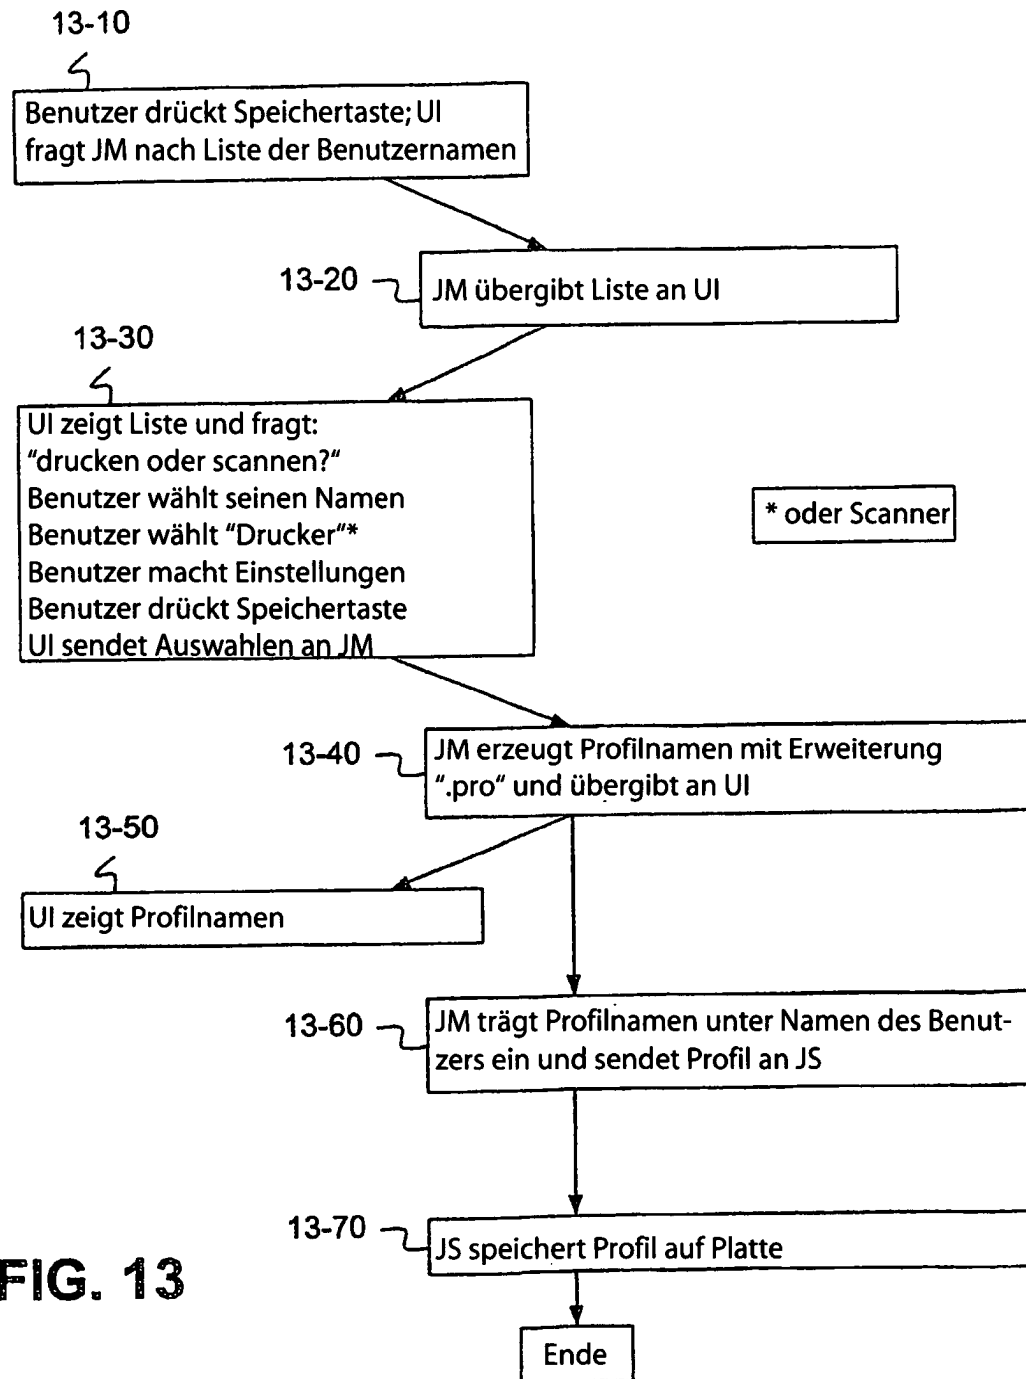 13-10
Benutzer drückt Speichertaste; UI
fragt JM nach Liste der Benutzernamen
13-20
JM übergibt Liste an UI
13-30
UI zeigt Liste und fragt:
"drucken oder scannen?"
Benutzer wählt seinen Namen
Benutzer wählt "Drucker"*
Benutzer macht Einstellungen
Benutzer drückt Speichertaste
UI sendet Auswahlen an JM
* oder Scanner
13-40
JM erzeugt Profilnamen mit Erweiterung
".pro" und übergibt an UI
13-50
UI zeigt Profilnamen
13-60
JM trägt Profilnamen unter Namen des Benut-
zers ein und sendet Profil an JS
13-70
JS speichert Profil auf Platte
FIG. 13
Ende